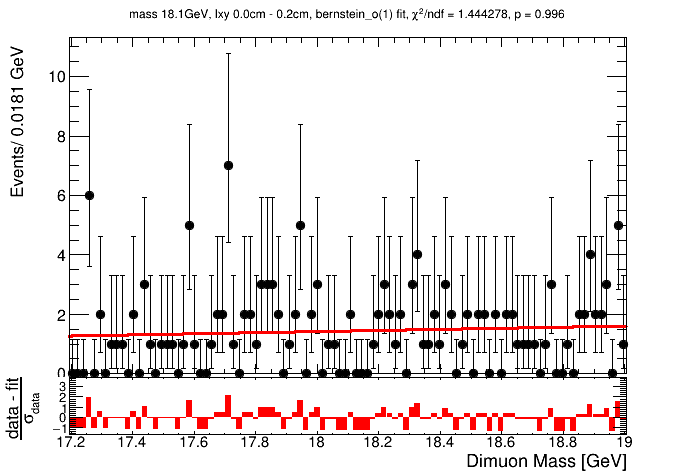 mass 18.1GeV, lxy 0.0cm - 0.2cm, bernstein_o(1) fit, χ²/ndf = 1.444278, p = 0.996
Events/ 0.0181 GeV
10
8
6
4
2
0
data - fit
σdata
3
2
1
0
−1
17.2 17.4 17.6 17.8 18 18.2 18.4 18.6 18.8 19
Dimuon Mass [GeV]